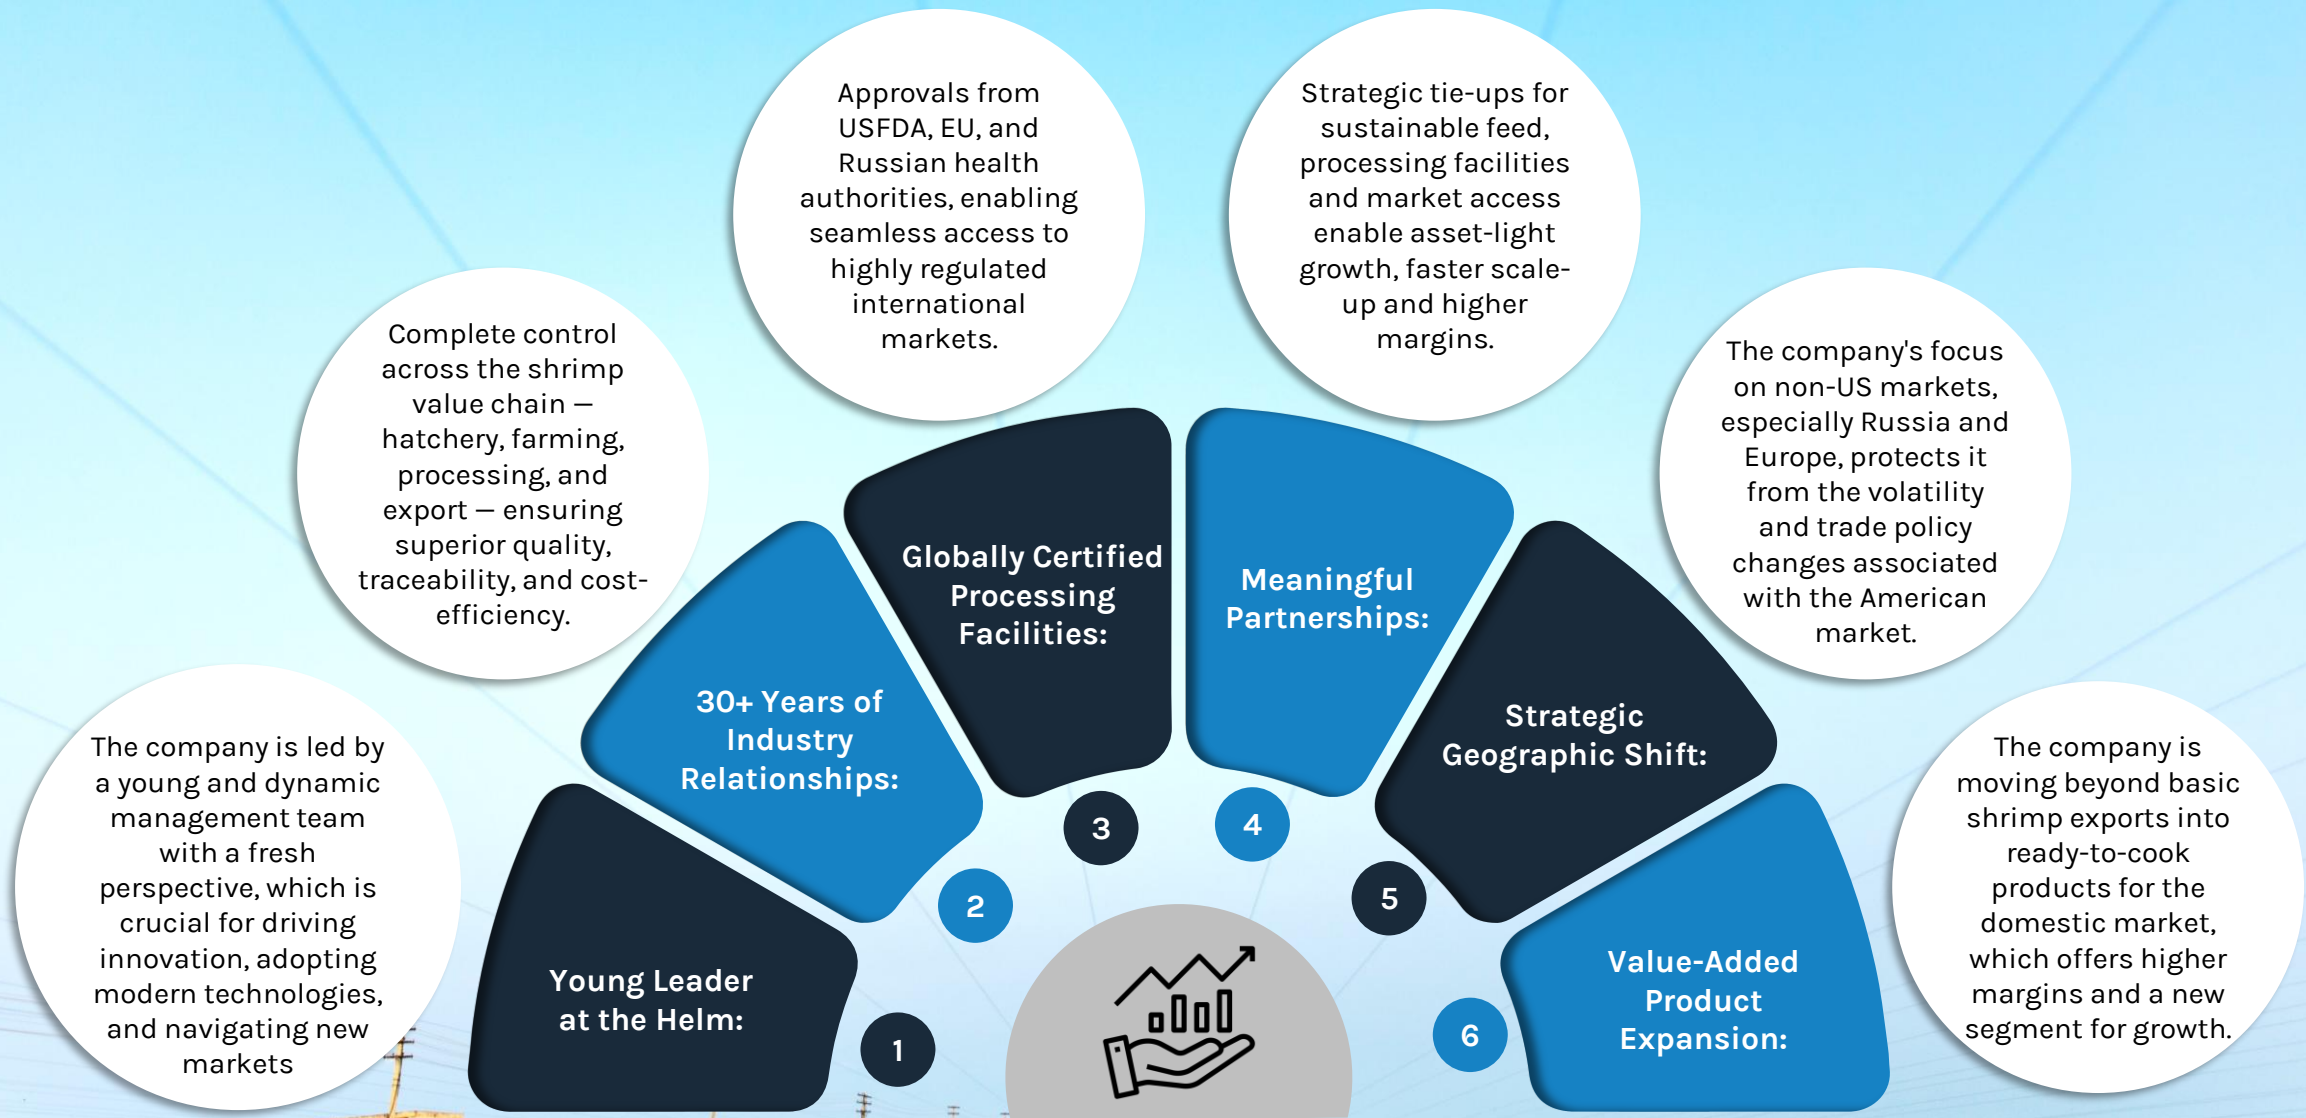 The company is led by
a young and dynamic
management team
with a fresh
perspective, which is
crucial for driving
innovation, adopting
modern technologies,
and navigating new
markets
Young Leader
at the Helm:
1
Complete control
across the shrimp
value chain —
hatchery, farming,
processing, and
export — ensuring
superior quality,
traceability, and cost-
efficiency.
30+ Years of
Industry
Relationships:
2
Approvals from
USFDA, EU, and
Russian health
authorities, enabling
seamless access to
highly regulated
international
markets.
Globally Certified
Processing
Facilities:
3
Strategic tie-ups for
sustainable feed,
processing facilities
and market access
enable asset-light
growth, faster scale-
up and higher
margins.
Meaningful
Partnerships:
4
The company's focus
on non-US markets,
especially Russia and
Europe, protects it
from the volatility
and trade policy
changes associated
with the American
market.
Strategic
Geographic Shift:
5
The company is
moving beyond basic
shrimp exports into
ready-to-cook
products for the
domestic market,
which offers higher
margins and a new
segment for growth.
Value-Added
Product
Expansion:
6